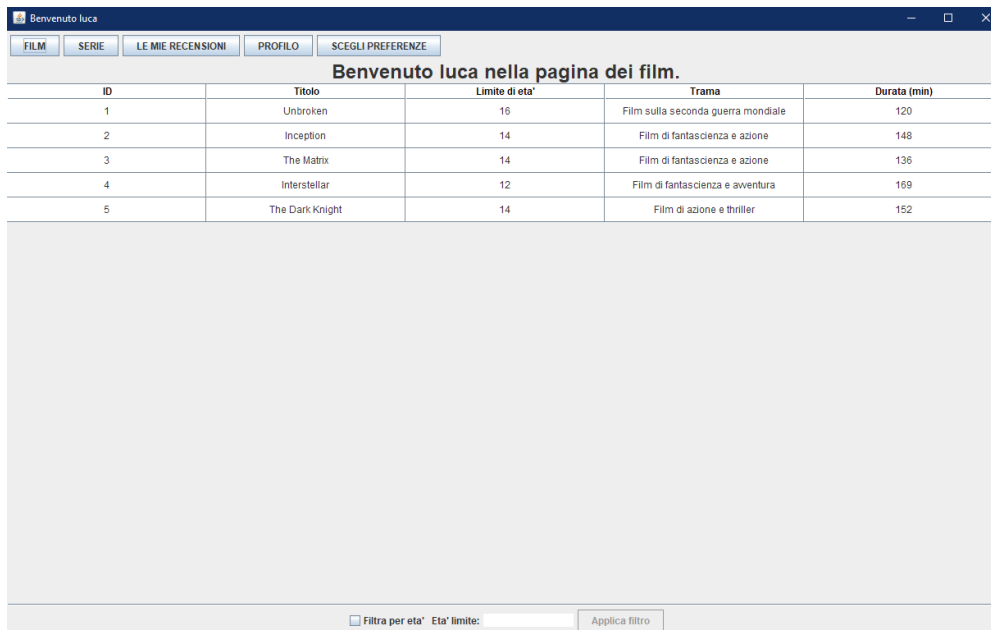 Benvenuto luca
FILM SERIE LE MIE RECENSIONI PROFILO SCEGLI PREFERENZE
Benvenuto luca nella pagina dei film.
ID Titolo Limite di eta' Trama Durata (min)
1 Unbroken 16 Film sulla seconda guerra mondiale 120
2 Inception 14 Film di fantascienza e azione 148
3 The Matrix 14 Film di fantascienza e azione 136
4 Interstellar 12 Film di fantascienza e avventura 169
5 The Dark Knight 14 Film di azione e thriller 152
Filtra per eta' Eta' limite: Applica filtro